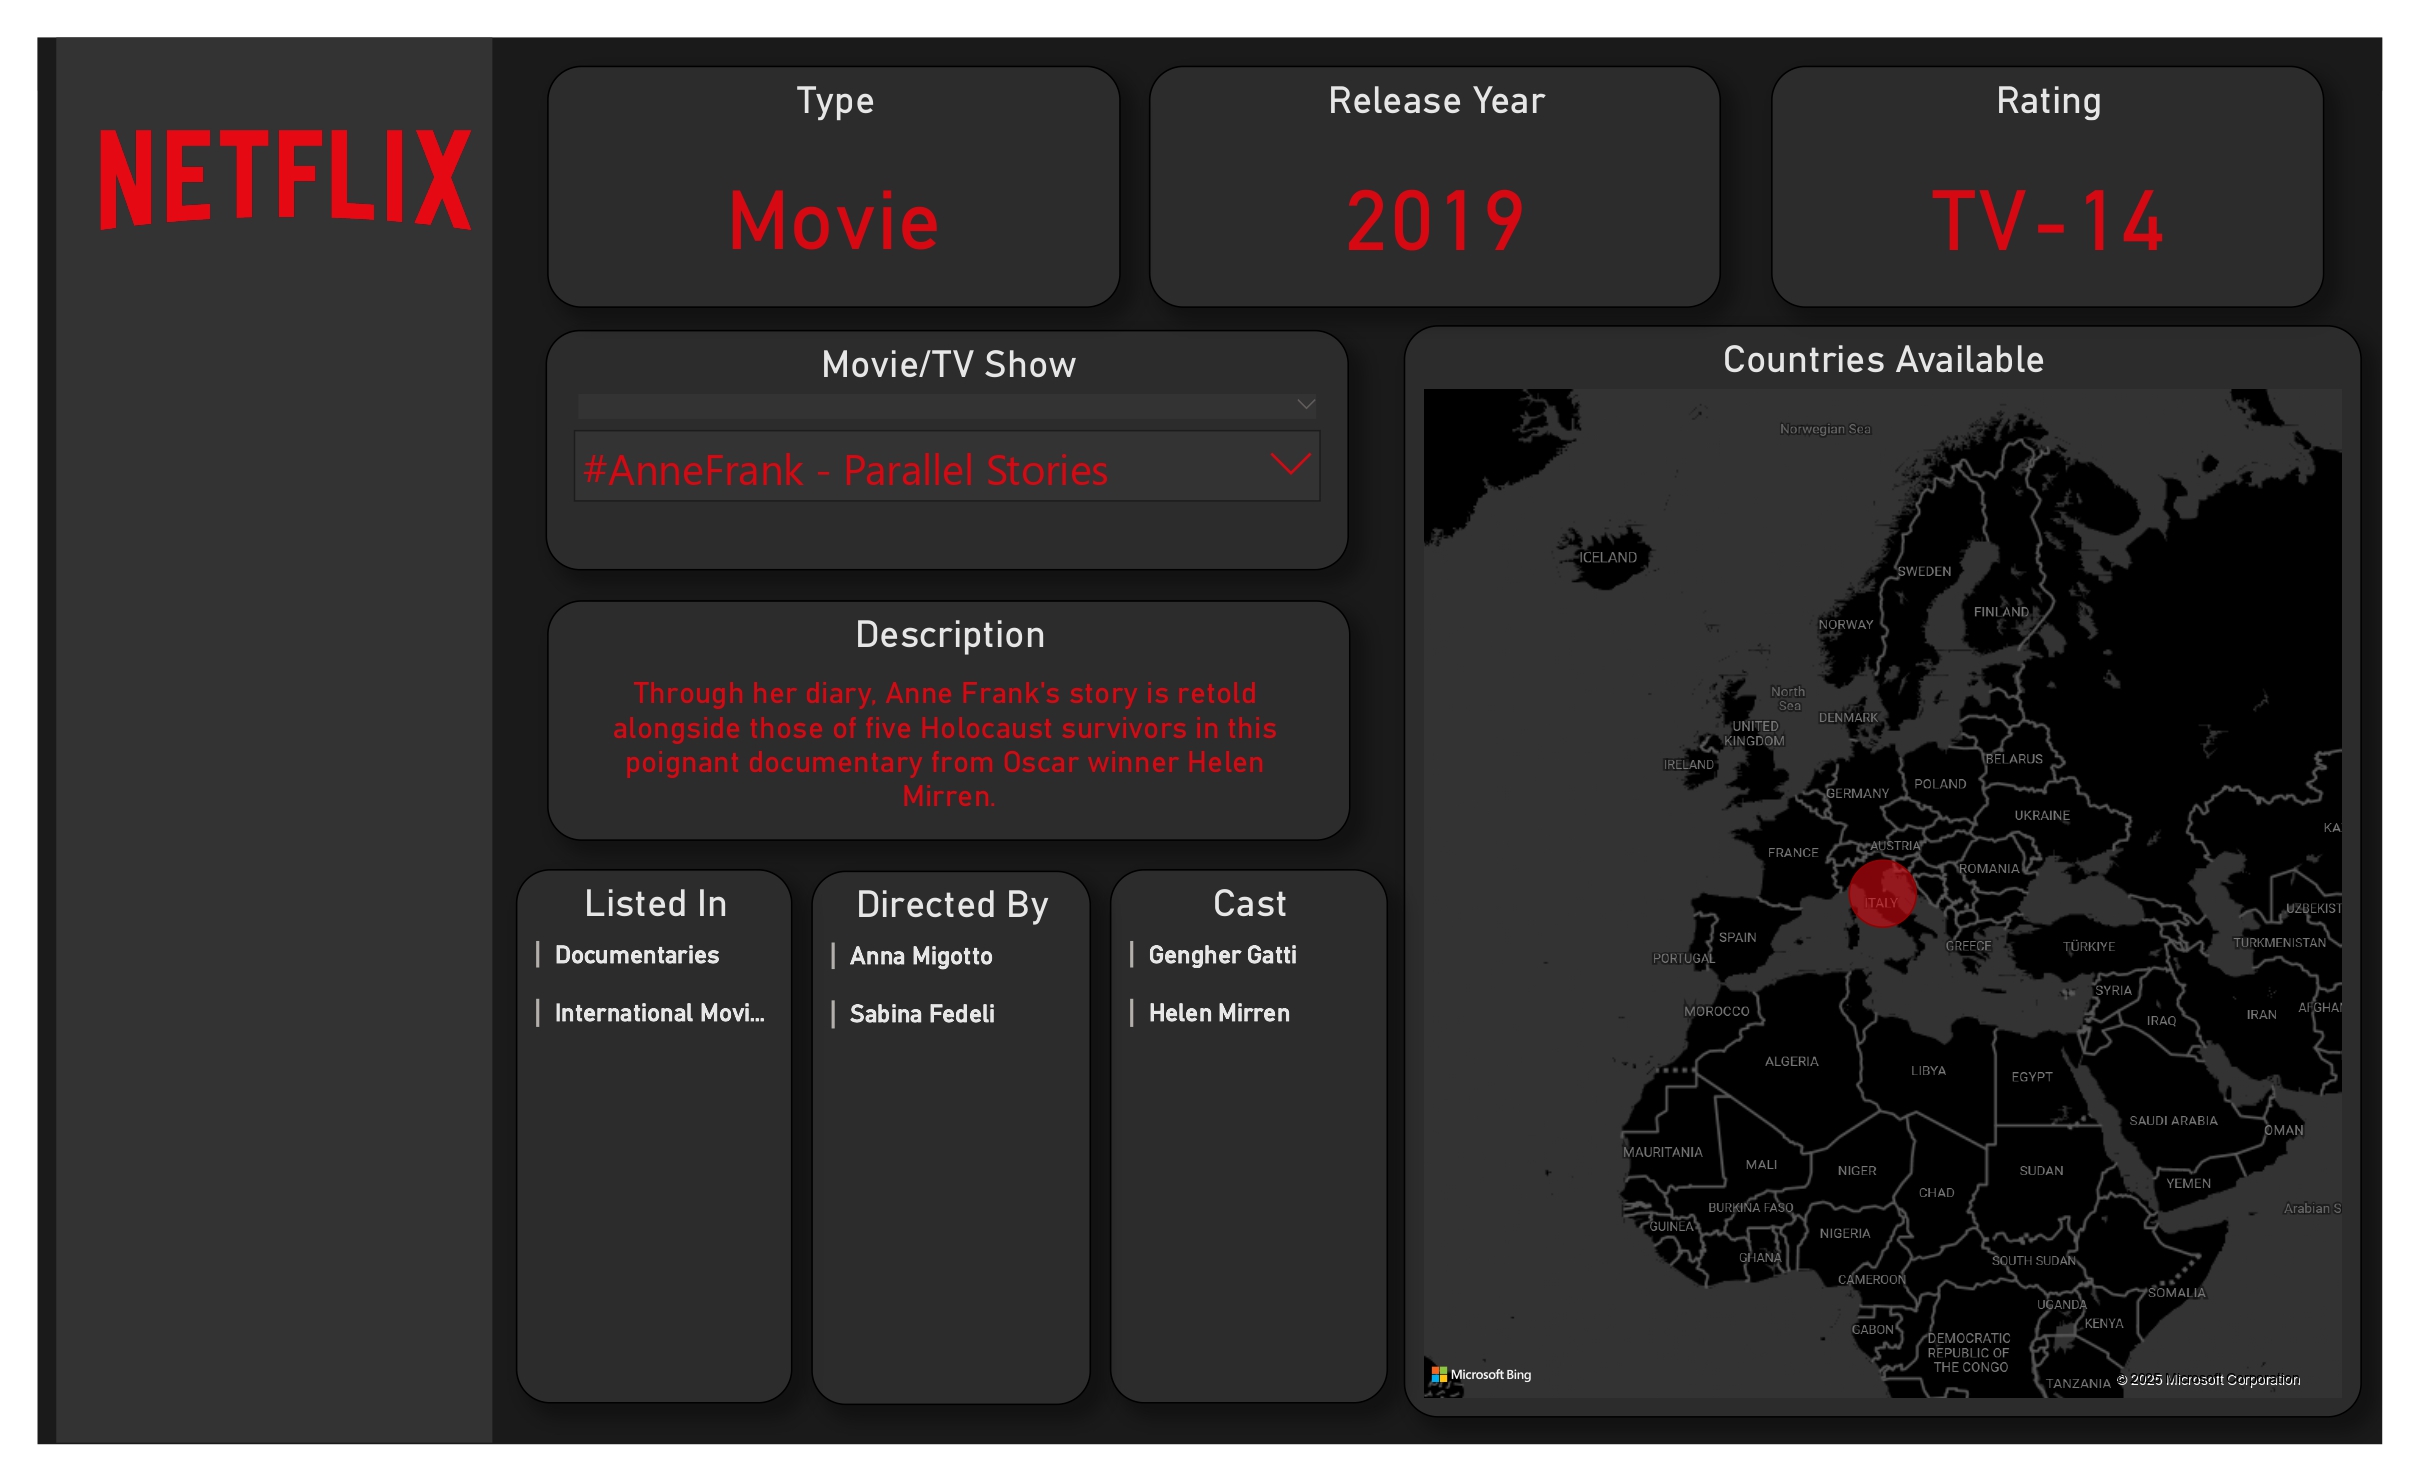 NETFLIX
Type
Movie
Release Year
2019
Rating
TV-14
Movie/TV Show
#AnneFrank - Parallel Stories
Description
Through her diary, Anne Frank's story is retold
alongside those of five Holocaust survivors in this
poignant documentary from Oscar winner Helen
Mirren.
Listed In
Documentaries
International Movi...
Directed By
Anna Migotto
Sabina Fedeli
Cast
Gengher Gatti
Helen Mirren
Countries Available
Norwegian Sea
ICELAND
SWEDEN
FINLAND
NORWAY
North
Sea
DENMARK
UNITED
KINGDOM
IRELAND
BELARUS
POLAND
GERMANY
UKRAINE
KA
AUSTRIA
FRANCE
ROMANIA
ITALY
UZBEKIST
SPAIN
GREECE
TÜRKIYE
TURKMENISTAN
PORTUGAL
SYRIA
MOROCCO
IRAQ
IRAN
AFGHAN
ALGERIA
LIBYA
EGYPT
SAUDI ARABIA
OMAN
MAURITANIA
MALI
NIGER
SUDAN
YEMEN
CHAD
BURKINA FASO
Arabian S
GUINEA
NIGERIA
GHANA
SOUTH SUDAN
CAMEROON
SOMALIA
UGANDA
KENYA
GABON
DEMOCRATIC
REPUBLIC OF
THE CONGO
TANZANIA
Microsoft Bing
© 2025 Microsoft Corporation